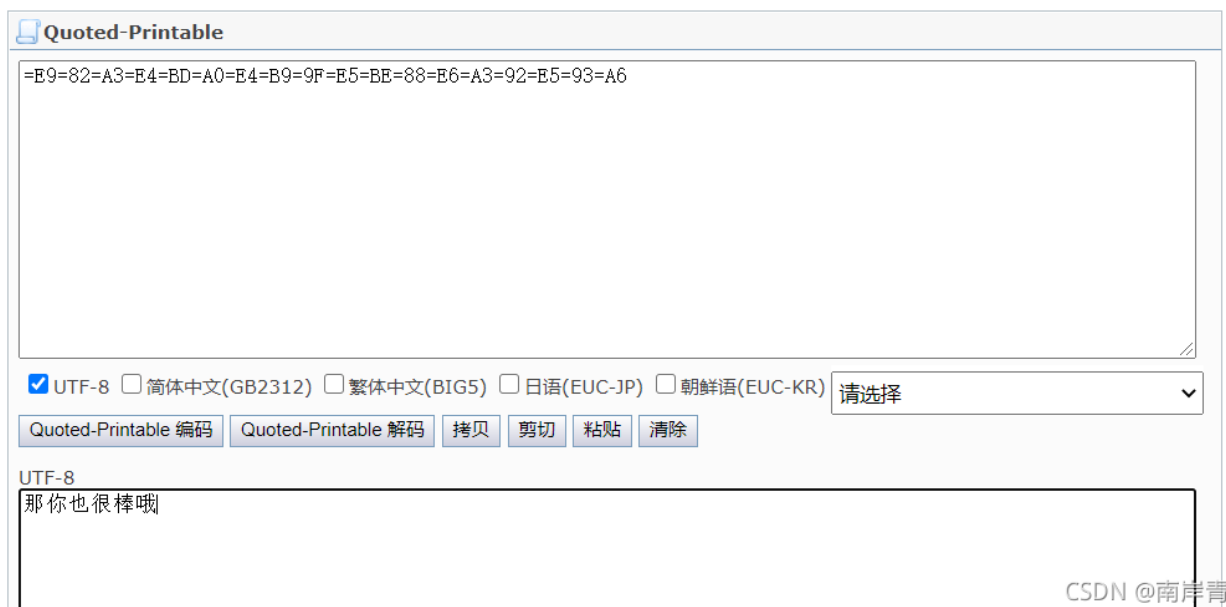 Quoted-Printable
=E9=82=A3=E4=BD=A0=E4=B9=9F=E5=BE=88=E6=A3=92=E5=93=A6
UTF-8 简体中文(GB2312) 繁体中文(BIG5) 日语(EUC-JP) 朝鲜语(EUC-KR) 请选择
Quoted-Printable 编码 Quoted-Printable 解码 拷贝 剪切 粘贴 清除
UTF-8
那你也很棒哦
CSDN @南岸青